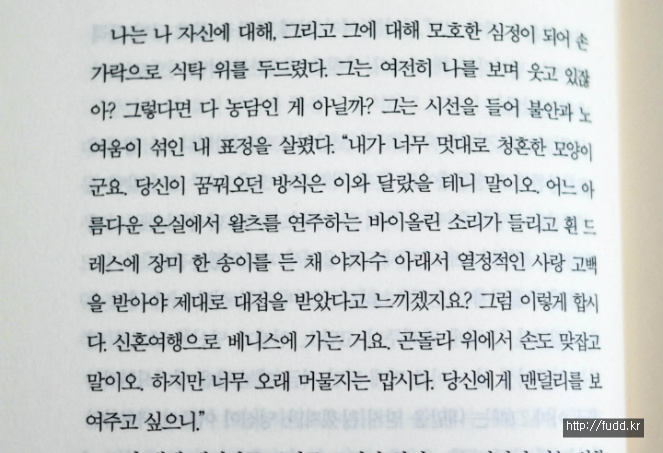 나는 나 자신에 대해, 그리고 그에 대해 모호한 심정이 되어 손
가락으로 식탁 위를 두드렸다. 그는 여전히 나를 보며 웃고 있잖
아? 그렇다면 다 농담인 게 아닐까? 그는 시선을 들어 불안과 노
여움이 섞인 내 표정을 살폈다. “내가 너무 멋대로 청혼한 모양이
군요. 당신이 꿈꿔오던 방식은 이와 달랐을 테니 말이오. 어느 아
름다운 온실에서 왈츠를 연주하는 바이올린 소리가 들리고 흰 드
레스에 장미 한 송이를 든 채 야자수 아래서 열정적인 사랑 고백
을 받아야 제대로 대접을 받았다고 느끼겠지요? 그럼 이렇게 합시
다. 신혼여행으로 베니스에 가는 거요. 곤돌라 위에서 손도 맞잡고
말이오. 하지만 너무 오래 머물지는 맙시다. 당신에게 맨덜리를 보
여주고 싶으니.”
http://fudd.kr